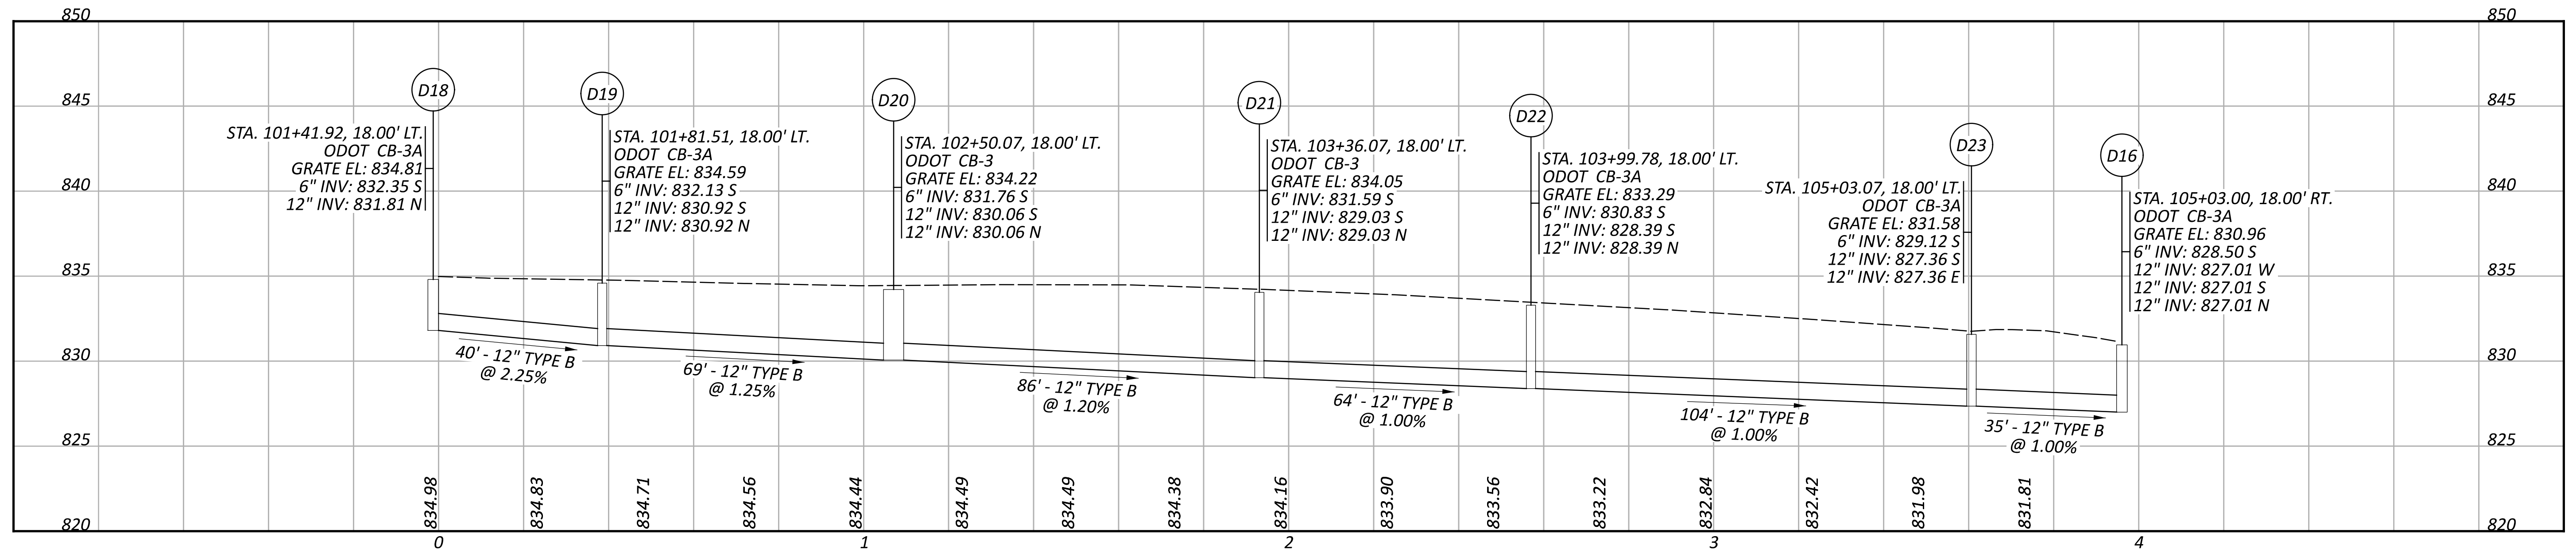 850
850
D18
D19
D20
D21
D22
D23
D16
845
845
STA. 101+41.92, 18.00' LT.
ODOT CB-3A
GRATE EL: 834.81
6" INV: 832.35 S
12" INV: 831.81 N
STA. 101+81.51, 18.00' LT.
ODOT CB-3A
GRATE EL: 834.59
6" INV: 832.13 S
12" INV: 830.92 S
12" INV: 830.92 N
STA. 102+50.07, 18.00' LT.
ODOT CB-3
GRATE EL: 834.22
6" INV: 831.76 S
12" INV: 830.06 S
12" INV: 830.06 N
STA. 103+36.07, 18.00' LT.
ODOT CB-3
GRATE EL: 834.05
6" INV: 831.59 S
12" INV: 829.03 S
12" INV: 829.03 N
STA. 103+99.78, 18.00' LT.
ODOT CB-3A
GRATE EL: 833.29
6" INV: 830.83 S
12" INV: 828.39 S
12" INV: 828.39 N
STA. 105+03.07, 18.00' LT.
ODOT CB-3A
GRATE EL: 831.58
6" INV: 829.12 S
12" INV: 827.36 S
12" INV: 827.36 E
STA. 105+03.00, 18.00' RT.
ODOT CB-3A
GRATE EL: 830.96
6" INV: 828.50 S
12" INV: 827.01 W
12" INV: 827.01 S
12" INV: 827.01 N
840
840
835
835
830
830
40' - 12" TYPE B
@ 2.25%
69' - 12" TYPE B
@ 1.25%
86' - 12" TYPE B
@ 1.20%
64' - 12" TYPE B
@ 1.00%
104' - 12" TYPE B
@ 1.00%
35' - 12" TYPE B
@ 1.00%
825
825
834.98
834.83
834.71
834.56
834.44
834.49
834.49
834.38
834.16
833.90
833.56
833.22
832.84
832.42
831.98
831.81
820
820
0
1
2
3
4